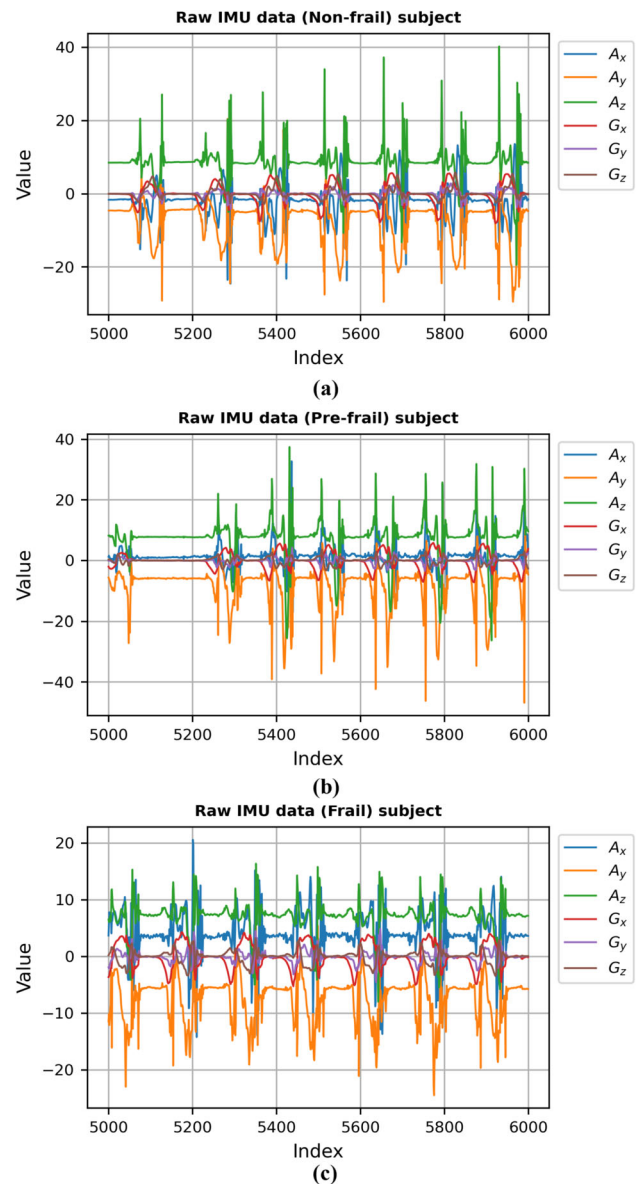 Raw IMU data (Non-frail) subject
40
20
0
−20
Value
5000 5200 5400 5600 5800 6000
Index
A_x
A_y
A_z
G_x
G_y
G_z
(a)
Raw IMU data (Pre-frail) subject
40
20
0
−20
−40
Value
5000 5200 5400 5600 5800 6000
Index
A_x
A_y
A_z
G_x
G_y
G_z
(b)
Raw IMU data (Frail) subject
20
10
0
−10
−20
Value
5000 5200 5400 5600 5800 6000
Index
A_x
A_y
A_z
G_x
G_y
G_z
(c)